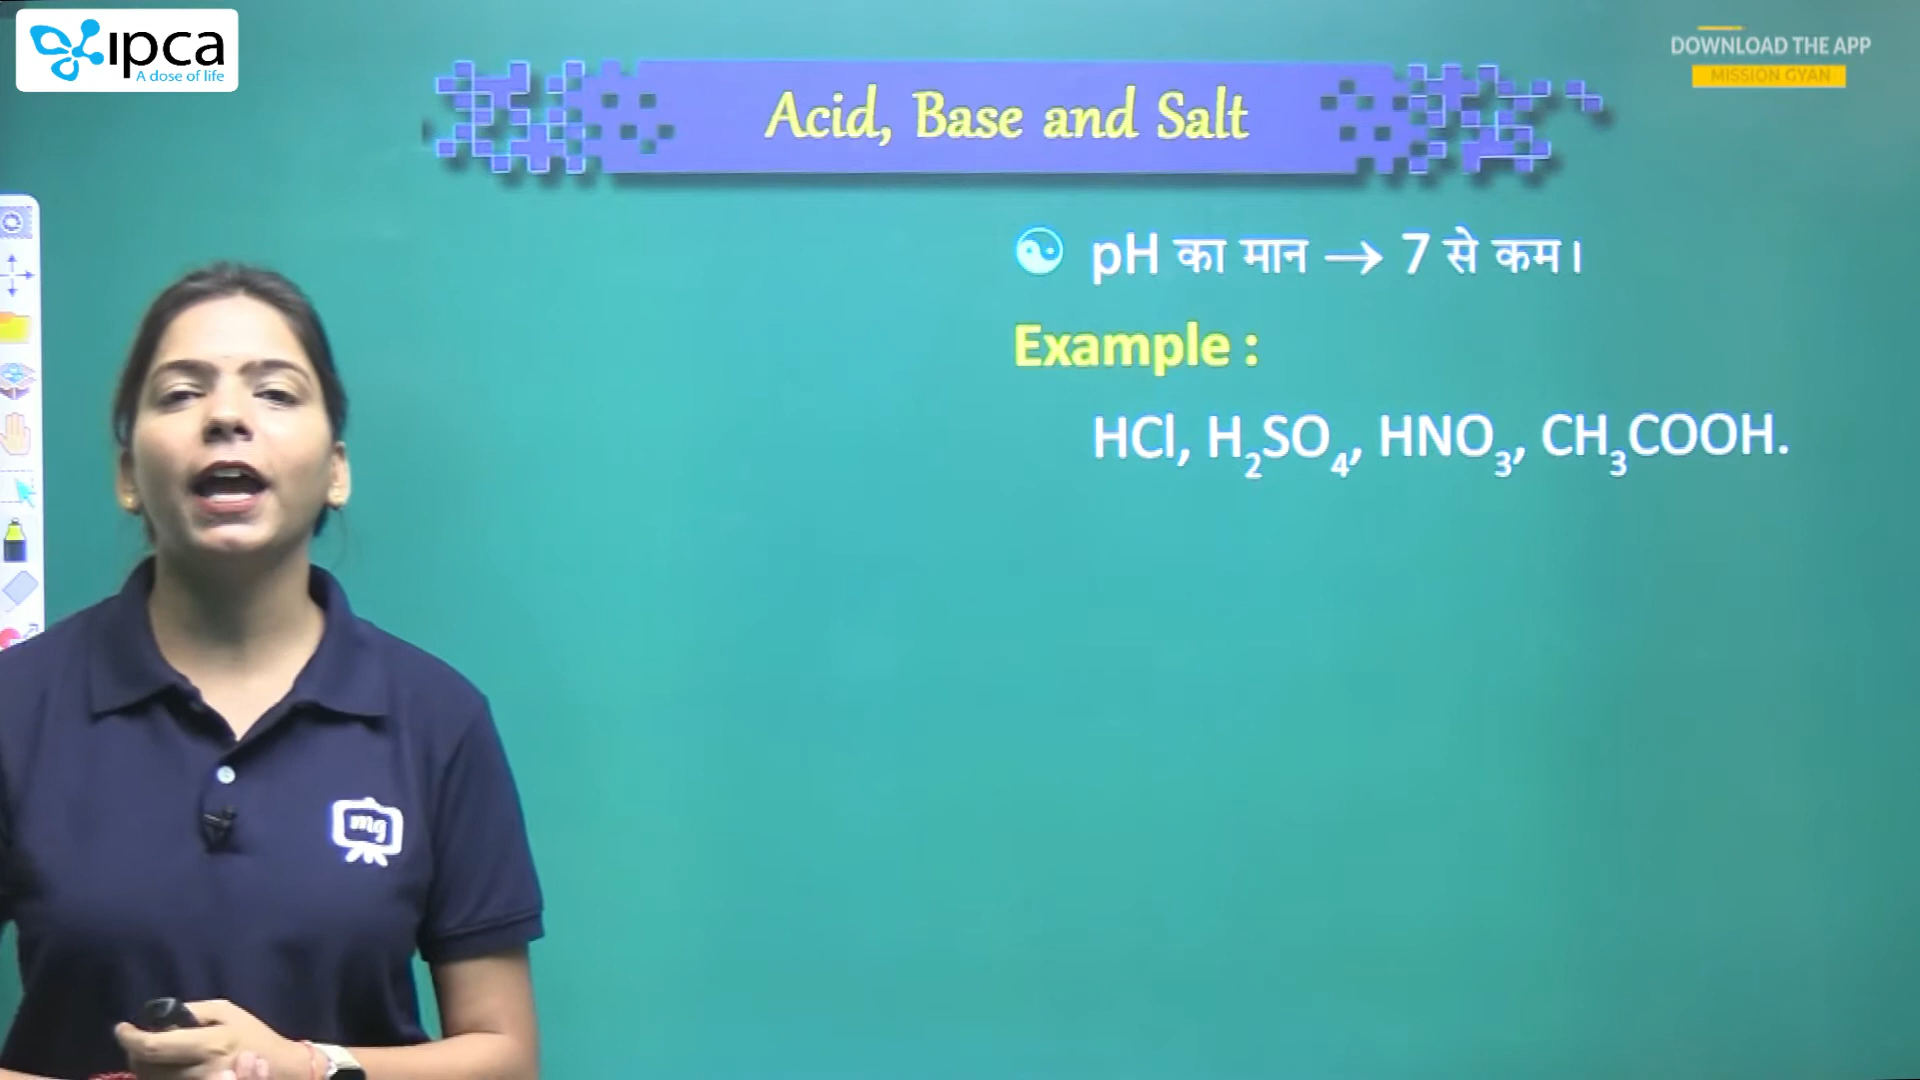 ipca
A dose of life
DOWNLOAD THE APP
MISSION GYAN
Acid, Base and Salt
pH का मान → 7 से कम।
Example :
HCl, H₂SO₄, HNO₃, CH₃COOH.
mg